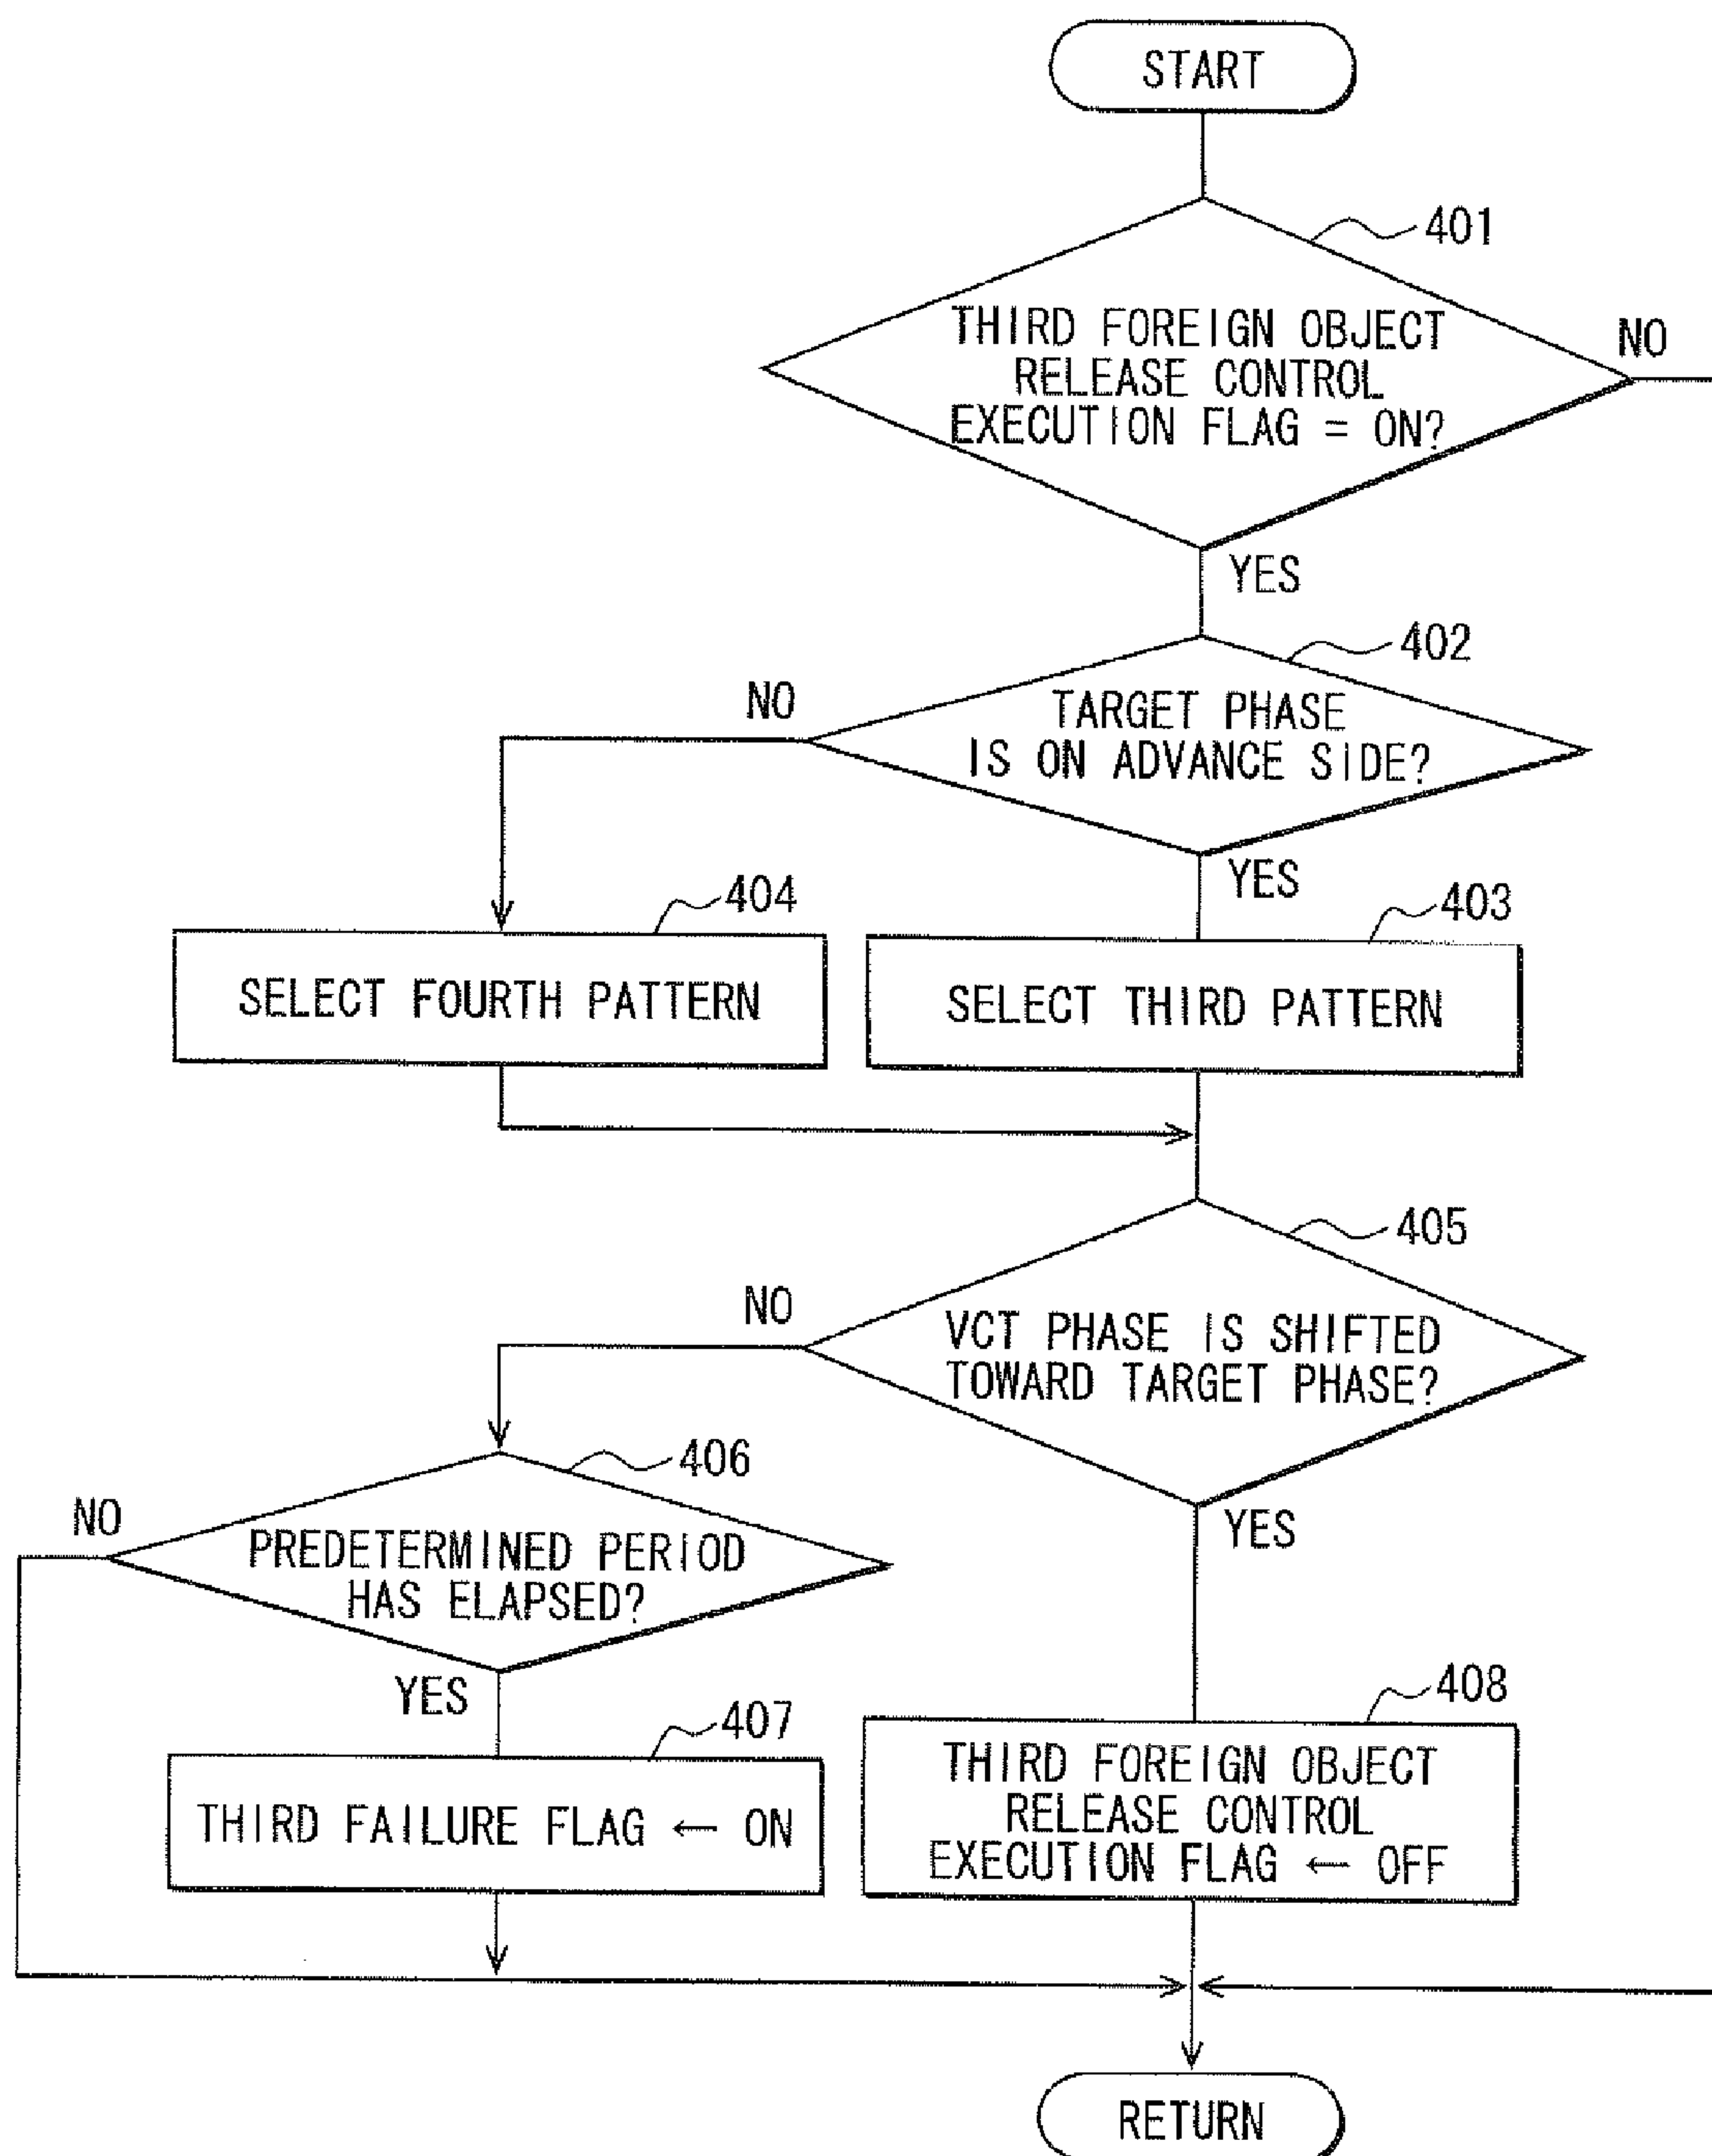 START
401
THIRD FOREIGN OBJECT
RELEASE CONTROL
EXECUTION FLAG = ON?
NO
YES
402
TARGET PHASE
IS ON ADVANCE SIDE?
NO
YES
404
SELECT FOURTH PATTERN
403
SELECT THIRD PATTERN
405
VCT PHASE IS SHIFTED
TOWARD TARGET PHASE?
NO
YES
406
PREDETERMINED PERIOD
HAS ELAPSED?
NO
YES
407
THIRD FAILURE FLAG ← ON
408
THIRD FOREIGN OBJECT
RELEASE CONTROL
EXECUTION FLAG ← OFF
RETURN